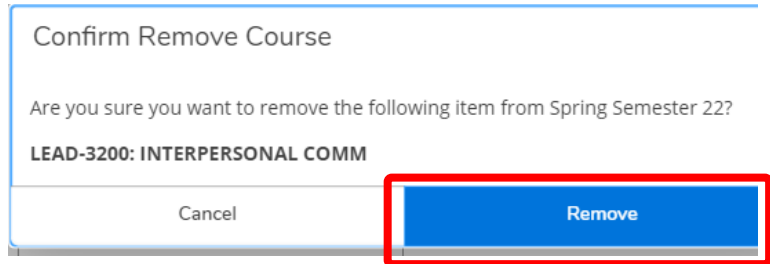 Confirm Remove Course
Are you sure you want to remove the following item from Spring Semester 22?
LEAD-3200: INTERPERSONAL COMM
Cancel Remove